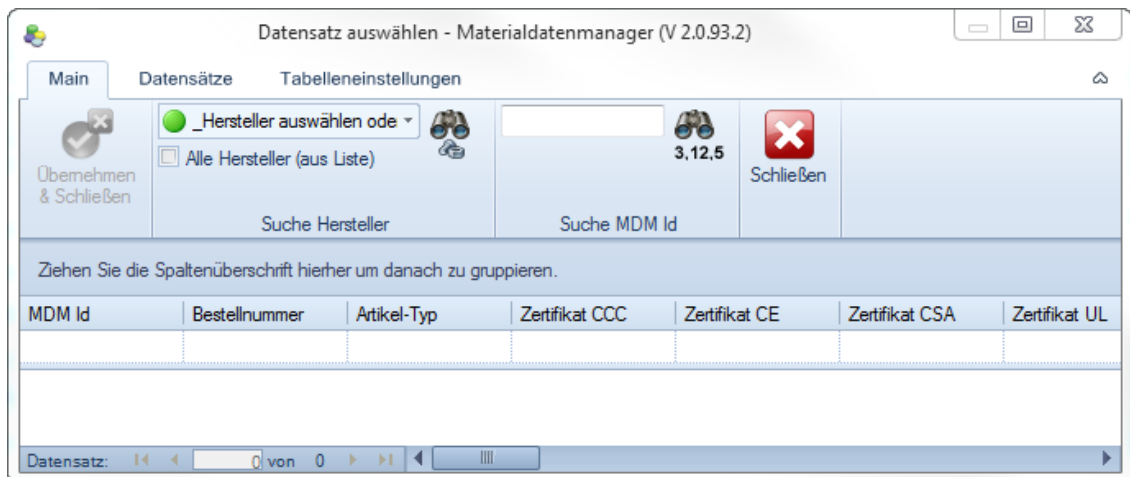 Datensatz auswählen - Materialdatenmanager (V 2.0.93.2)
Main Datensätze Tabelleneinstellungen
Übernehmen
& Schließen
_Hersteller auswählen ode
Alle Hersteller (aus Liste)
Suche Hersteller
3,12,5
Suche MDM Id
Schließen
Ziehen Sie die Spaltenüberschrift hierher um danach zu gruppieren.
MDM Id Bestellnummer Artikel-Typ Zertifikat CCC Zertifikat CE Zertifikat CSA Zertifikat UL
Datensatz: 0 von 0